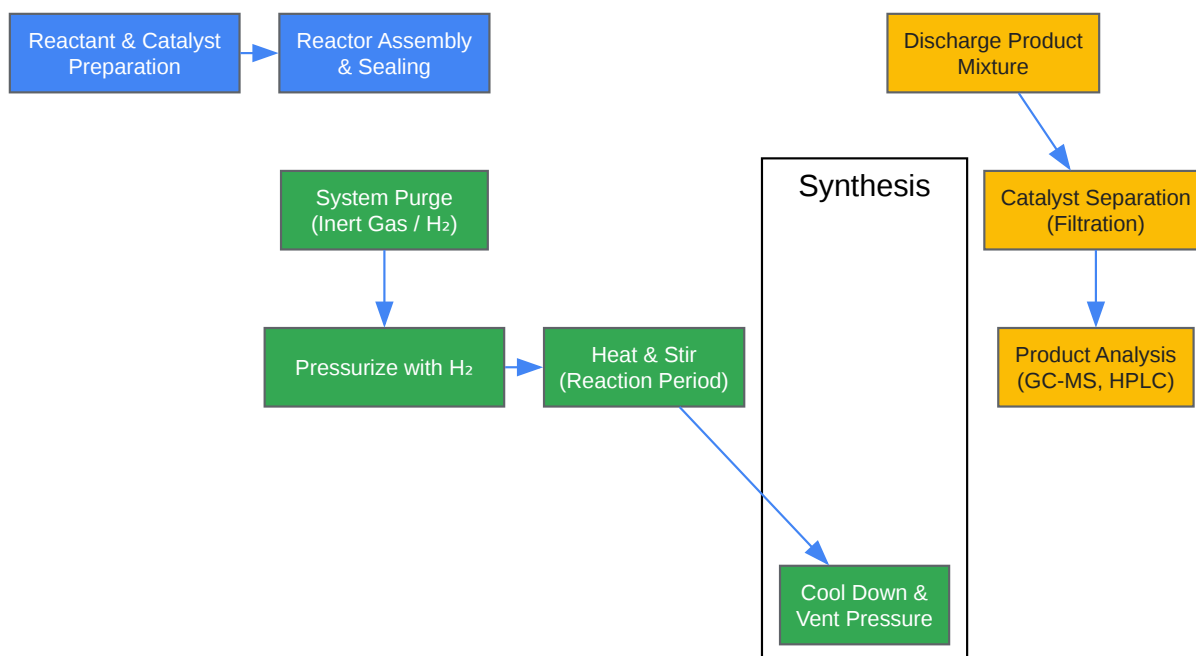 Reactant & Catalyst
Preparation
Reactor Assembly
& Sealing
Discharge Product
Mixture
System Purge
(Inert Gas / H₂)
Synthesis
Catalyst Separation
(Filtration)
Pressurize with H₂
Heat & Stir
(Reaction Period)
Product Analysis
(GC-MS, HPLC)
Cool Down &
Vent Pressure